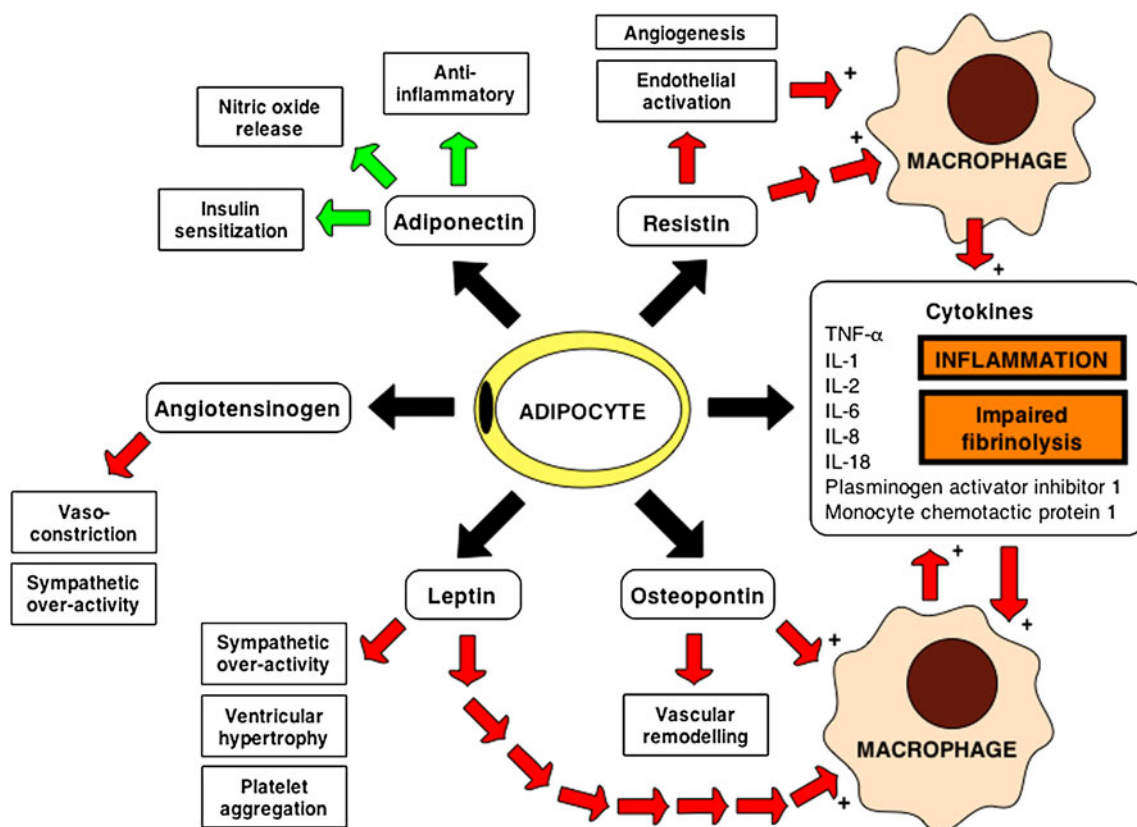 Angiogenesis
Endothelial
activation
+
+
MACROPHAGE
+
Anti-
inflammatory
Nitric oxide
release
Insulin
sensitization
Adiponectin
Resistin
Cytokines
TNF-α
IL-1
IL-2
IL-6
IL-8
IL-18
INFLAMMATION
Impaired
fibrinolysis
Plasminogen activator inhibitor 1
Monocyte chemotactic protein 1
Angiotensinogen
ADIPOCYTE
Vaso-
constriction
Sympathetic
over-activity
Leptin
Osteopontin
+
+
+
Sympathetic
over-activity
Ventricular
hypertrophy
Platelet
aggregation
Vascular
remodelling
MACROPHAGE
+